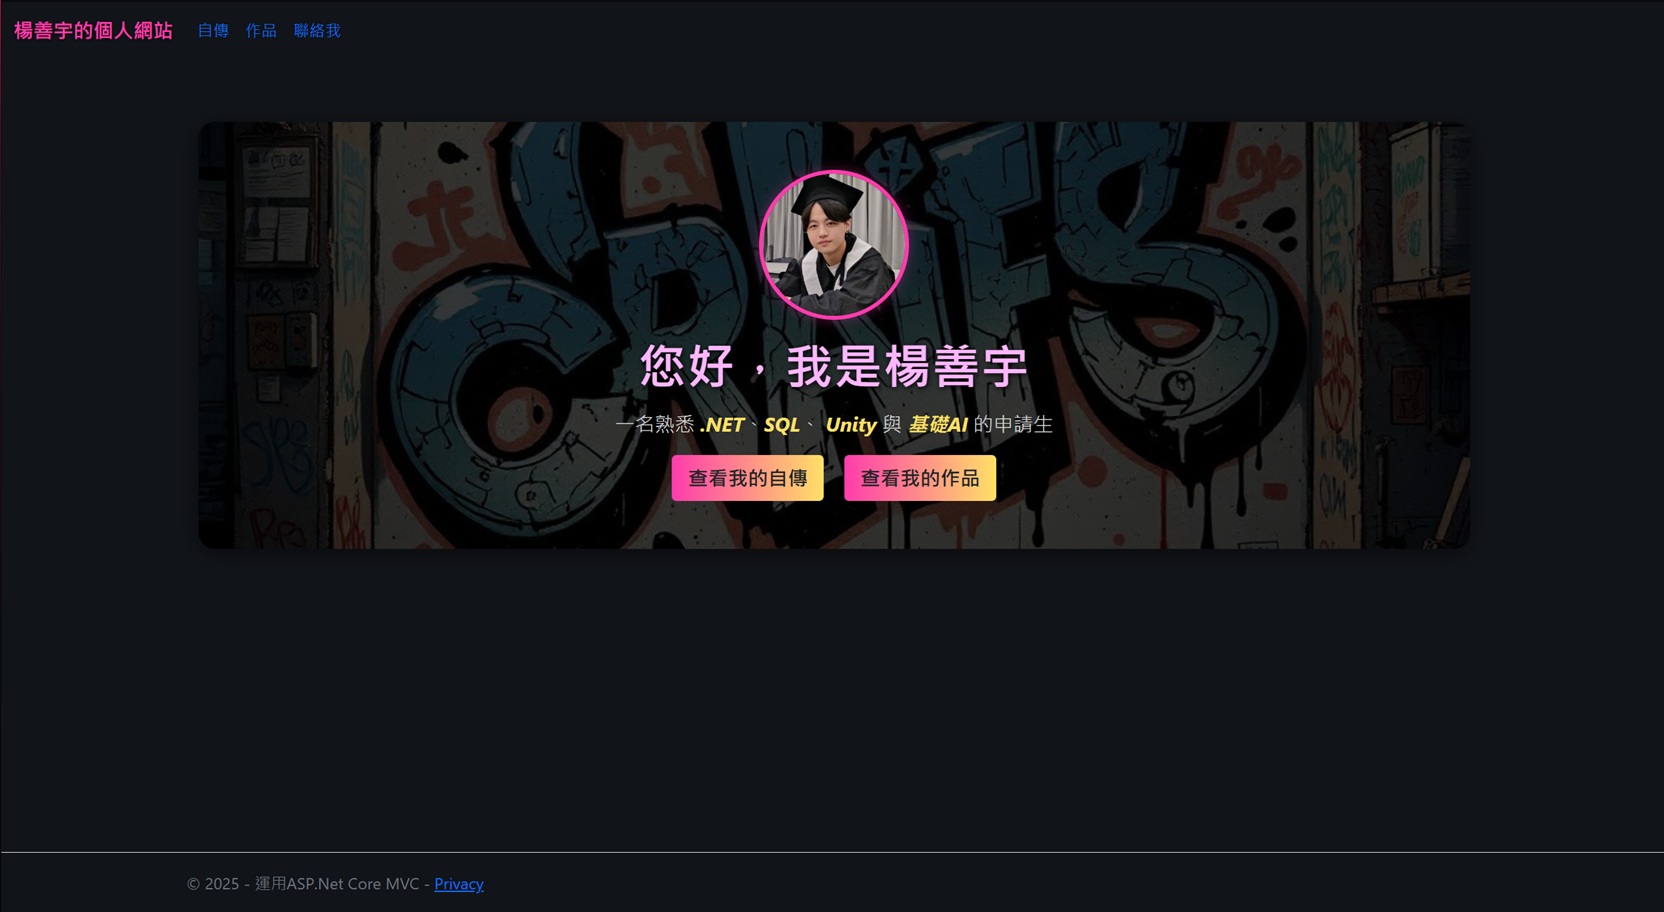 楊善宇的個人網站 自傳 作品 聯絡我
您好，我是楊善宇
一名熟悉 .NET、SQL、 Unity 與 基礎AI 的申請生
查看我的自傳 查看我的作品
© 2025 - 運用ASP.Net Core MVC - Privacy